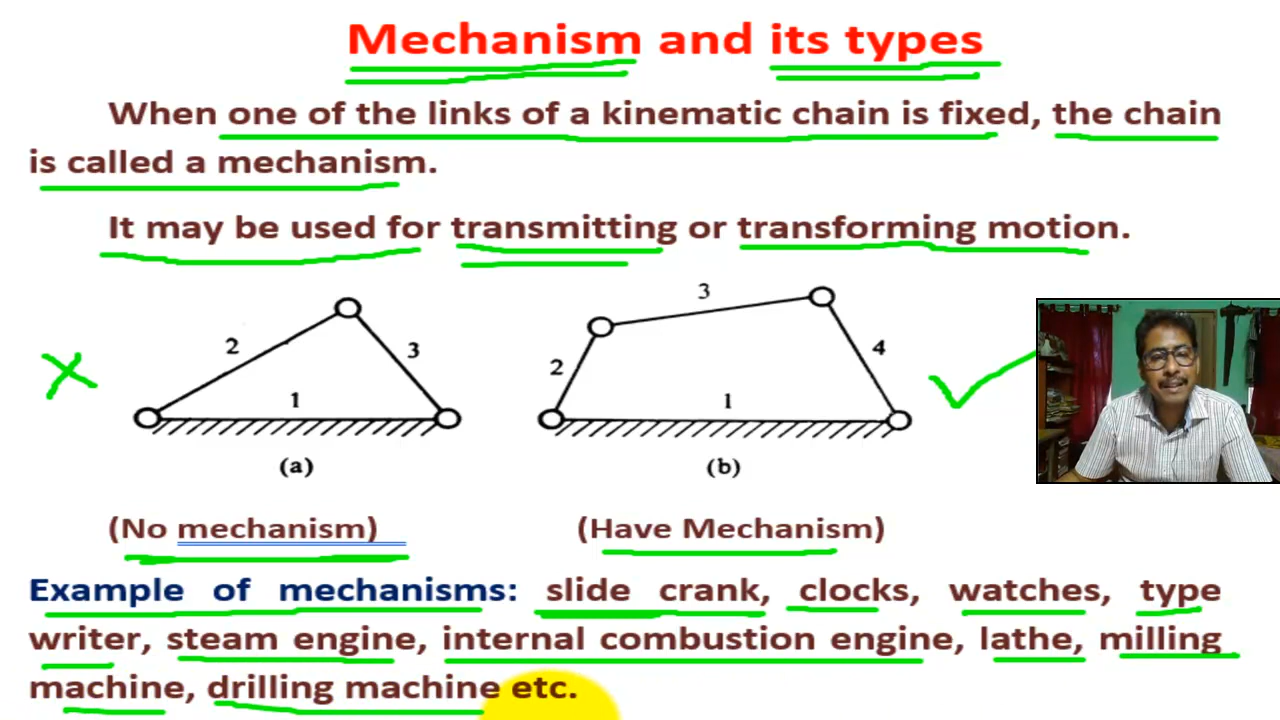 Mechanism and its types
When one of the links of a kinematic chain is fixed, the chain
is called a mechanism.
It may be used for transmitting or transforming motion.
2
3
1
(a)
3
2
4
1
(b)
(No mechanism)
(Have Mechanism)
Example of mechanisms: slide crank, clocks, watches, type
writer, steam engine, internal combustion engine, lathe, milling
machine, drilling machine etc.